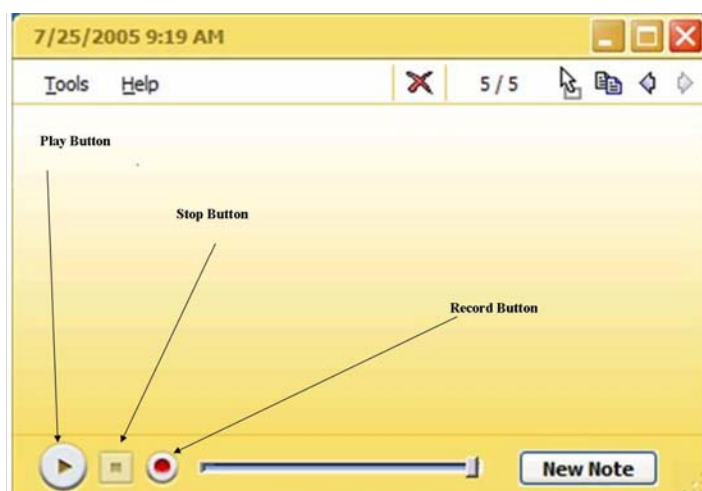 7/25/2005 9:19 AM
Tools Help 5 / 5
Play Button
Stop Button
Record Button
New Note